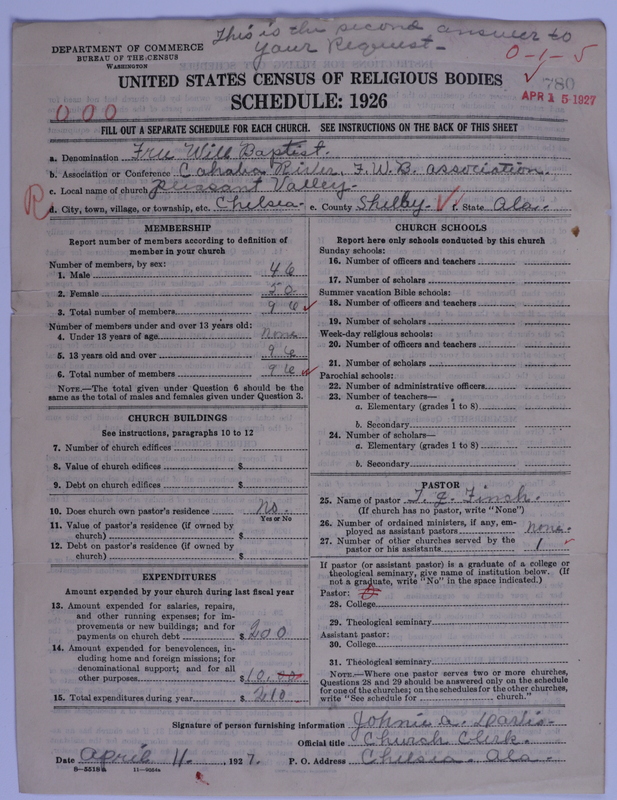 This is the second answer to
Your Request-
DEPARTMENT OF COMMERCE
BUREAU OF THE CENSUS
WASHINGTON
0-1-5
780
APR 15 1927
UNITED STATES CENSUS OF RELIGIOUS BODIES
SCHEDULE: 1926
000
FILL OUT A SEPARATE SCHEDULE FOR EACH CHURCH. SEE INSTRUCTIONS ON THE BACK OF THIS SHEET
a. Denomination Free Will Baptist.
b. Association or Conference Cahaba River, F.W.B. association.
c. Local name of church pleasant Valley-
R
d. City, town, village, or township, etc. Chelsea- e. County Shelby- f. State Ala.
MEMBERSHIP
Report number of members according to definition of
member in your church
Number of members, by sex:
1. Male 46
2. Female 50
3. Total number of members 96
Number of members under and over 13 years old:
4. Under 13 years of age none
5. 13 years old and over 96
6. Total number of members 96
NOTE.—The total given under Question 6 should be the
same as the total of males and females given under Question 3.
CHURCH BUILDINGS
See instructions, paragraphs 10 to 12
7. Number of church edifices
8. Value of church edifices $
9. Debt on church edifices $
10. Does church own pastor's residence No.
Yes or No
11. Value of pastor's residence (if owned by
church) $
12. Debt on pastor's residence (if owned by
church) $
EXPENDITURES
Amount expended by your church during last fiscal year
13. Amount expended for salaries, repairs,
and other running expenses; for im-
provements or new buildings; and for
payments on church debt $ 200
14. Amount expended for benevolences, in-
cluding home and foreign missions; for
denominational support; and for all
other purposes $ 10.00
15. Total expenditures during year $ 210
CHURCH SCHOOLS
Report here only schools conducted by this church
Sunday schools:
16. Number of officers and teachers
17. Number of scholars
Summer vacation Bible schools:
18. Number of officers and teachers
19. Number of scholars
Week-day religious schools:
20. Number of officers and teachers
21. Number of scholars
Parochial schools:
22. Number of administrative officers
23. Number of teachers—
a. Elementary (grades 1 to 8)
b. Secondary
24. Number of scholars—
a. Elementary (grades 1 to 8)
b. Secondary
PASTOR
25. Name of pastor T. E. Finch.
(If church has no pastor, write "None")
26. Number of ordained ministers, if any, em-
ployed as assistant pastors none.
27. Number of other churches served by the
pastor or his assistants 1
If pastor (or assistant pastor) is a graduate of a college or
theological seminary, give name of institution below. (If
not a graduate, write "No" in the space indicated.)
Pastor:
28. College
29. Theological seminary
Assistant pastor:
30. College
31. Theological seminary
NOTE.—Where one pastor serves two or more churches,
Questions 28 and 29 should be answered only on the schedule
for one of the churches; on the schedules for the other churches,
write "See schedule for church."
Signature of person furnishing information Johnie a.
Official title Church Clerk.
Date april 11., 1927. P. O. Address Chelsea. Ala.
8-5518a 11-9054a